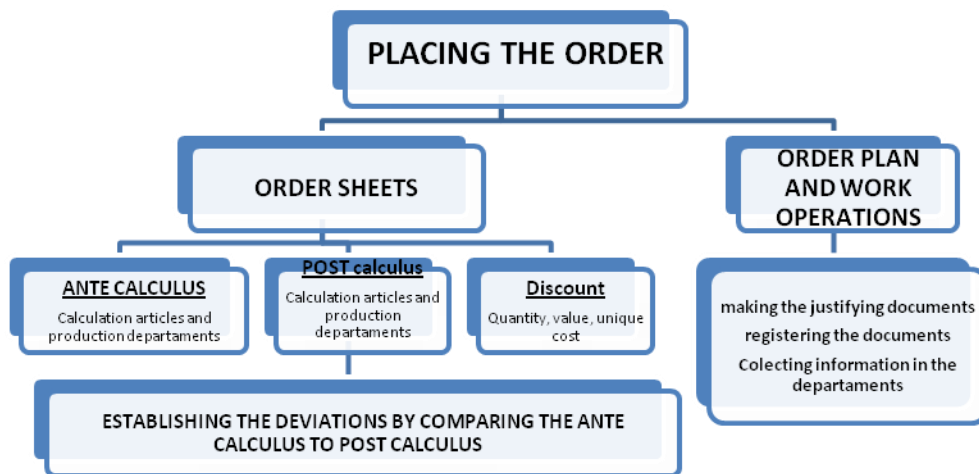 PLACING THE ORDER
ORDER SHEETS
ORDER PLAN
AND WORK
OPERATIONS
ANTE CALCULUS
Calculation articles and
production departaments
POST calculus
Calculation articles and
production
departaments
Discount
Quantity, value, unique
cost
making the justifying documents
registering the documents
Colecting information in the
departaments
ESTABLISHING THE DEVIATIONS BY COMPARING THE ANTE
CALCULUS TO POST CALCULUS